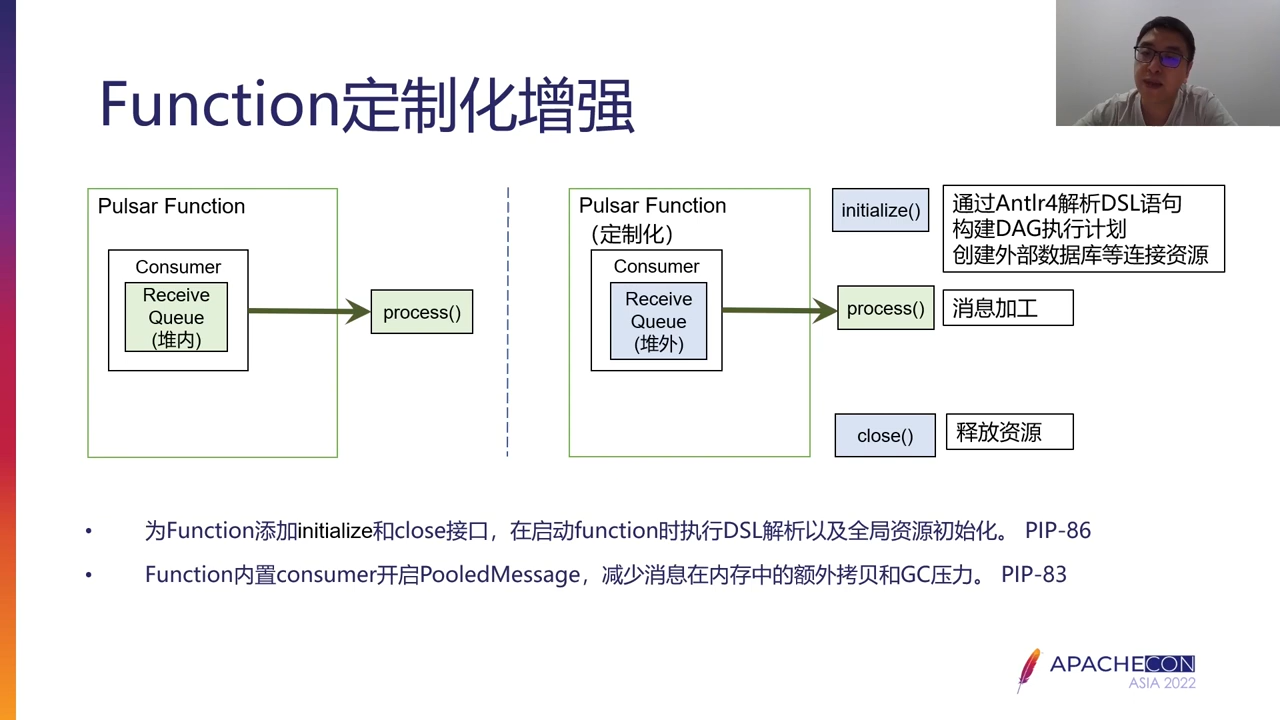 Function定制化增强
Pulsar Function
Consumer
Receive
Queue
(堆内)
process()
Pulsar Function
（定制化）
Consumer
Receive
Queue
(堆外)
initialize()
通过Antlr4解析DSL语句
构建DAG执行计划
创建外部数据库等连接资源
process()
消息加工
close()
释放资源
• 为Function添加initialize和close接口，在启动function时执行DSL解析以及全局资源初始化。 PIP-86
• Function内置consumer开启PooledMessage，减少消息在内存中的额外拷贝和GC压力。 PIP-83
APACHECON
ASIA 2022